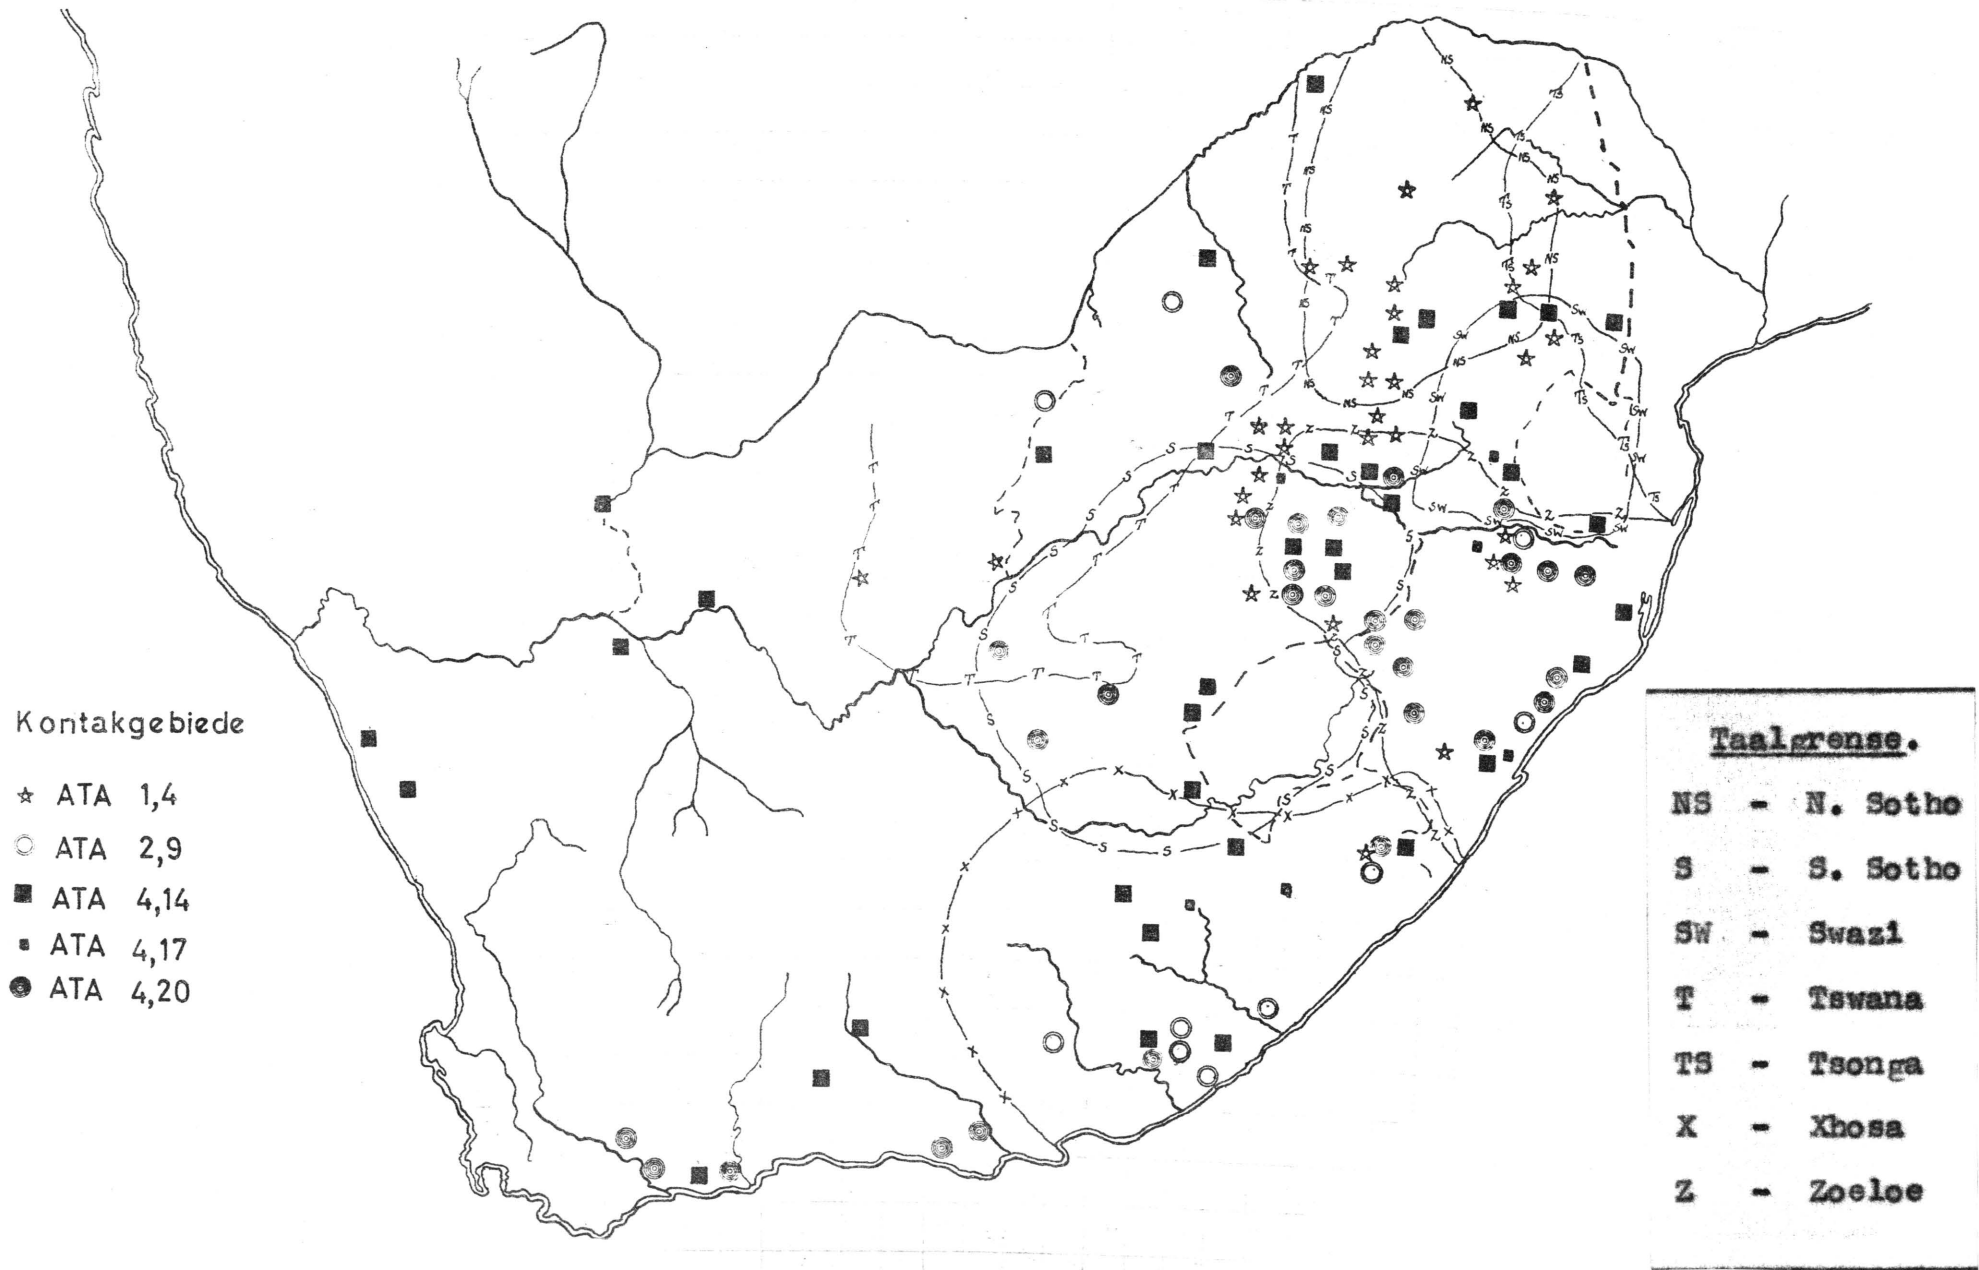 Kontakgebiede
ATA 1,4
ATA 2,9
ATA 4,14
ATA 4,17
ATA 4,20
Taalgrense.
NS - N. Sotho
S - S. Sotho
SW - Swazi
T - Tswana
TS - Tsonga
X - Xhosa
Z - Zoeloe